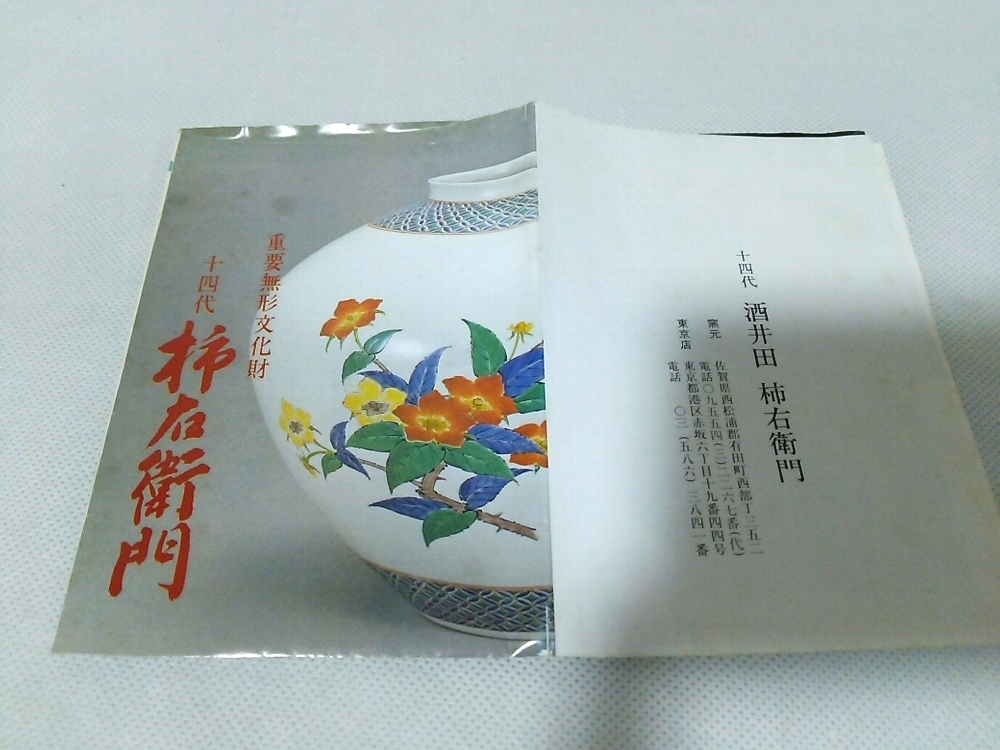 重要無形文化財
十四代
柿右衛門
十四代 酒井田 柿右衛門
窯元 佐賀県西松浦郡有田町西部丁三五二
電話〇九五五四(三)二二六七番(代)
東京店 東京都港区赤坂六丁目十九番四四号
電話 〇三(五八六)三八四一番